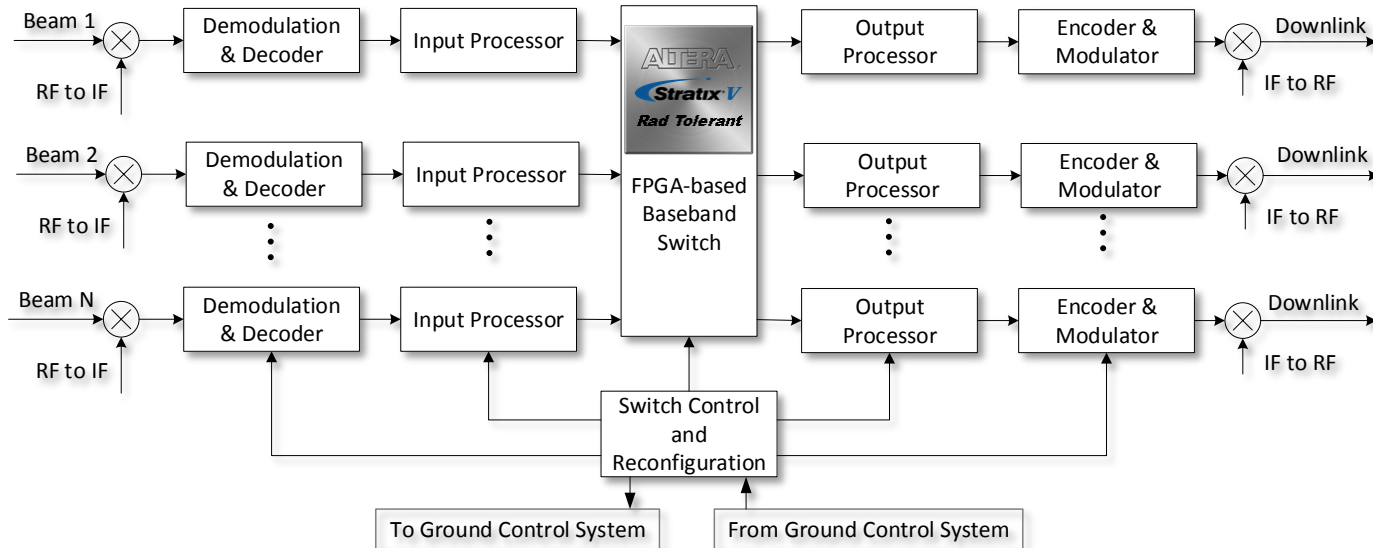 Beam 1
RF to IF
Demodulation
& Decoder
Input Processor
ALTERA
Stratix V
Rad Tolerant
FPGA-based
Baseband
Switch
Output
Processor
Encoder &
Modulator
Downlink
IF to RF
Beam 2
RF to IF
Demodulation
& Decoder
Input Processor
Output
Processor
Encoder &
Modulator
Downlink
IF to RF
Beam N
RF to IF
Demodulation
& Decoder
Input Processor
Output
Processor
Encoder &
Modulator
Downlink
IF to RF
Switch Control
and
Reconfiguration
To Ground Control System
From Ground Control System